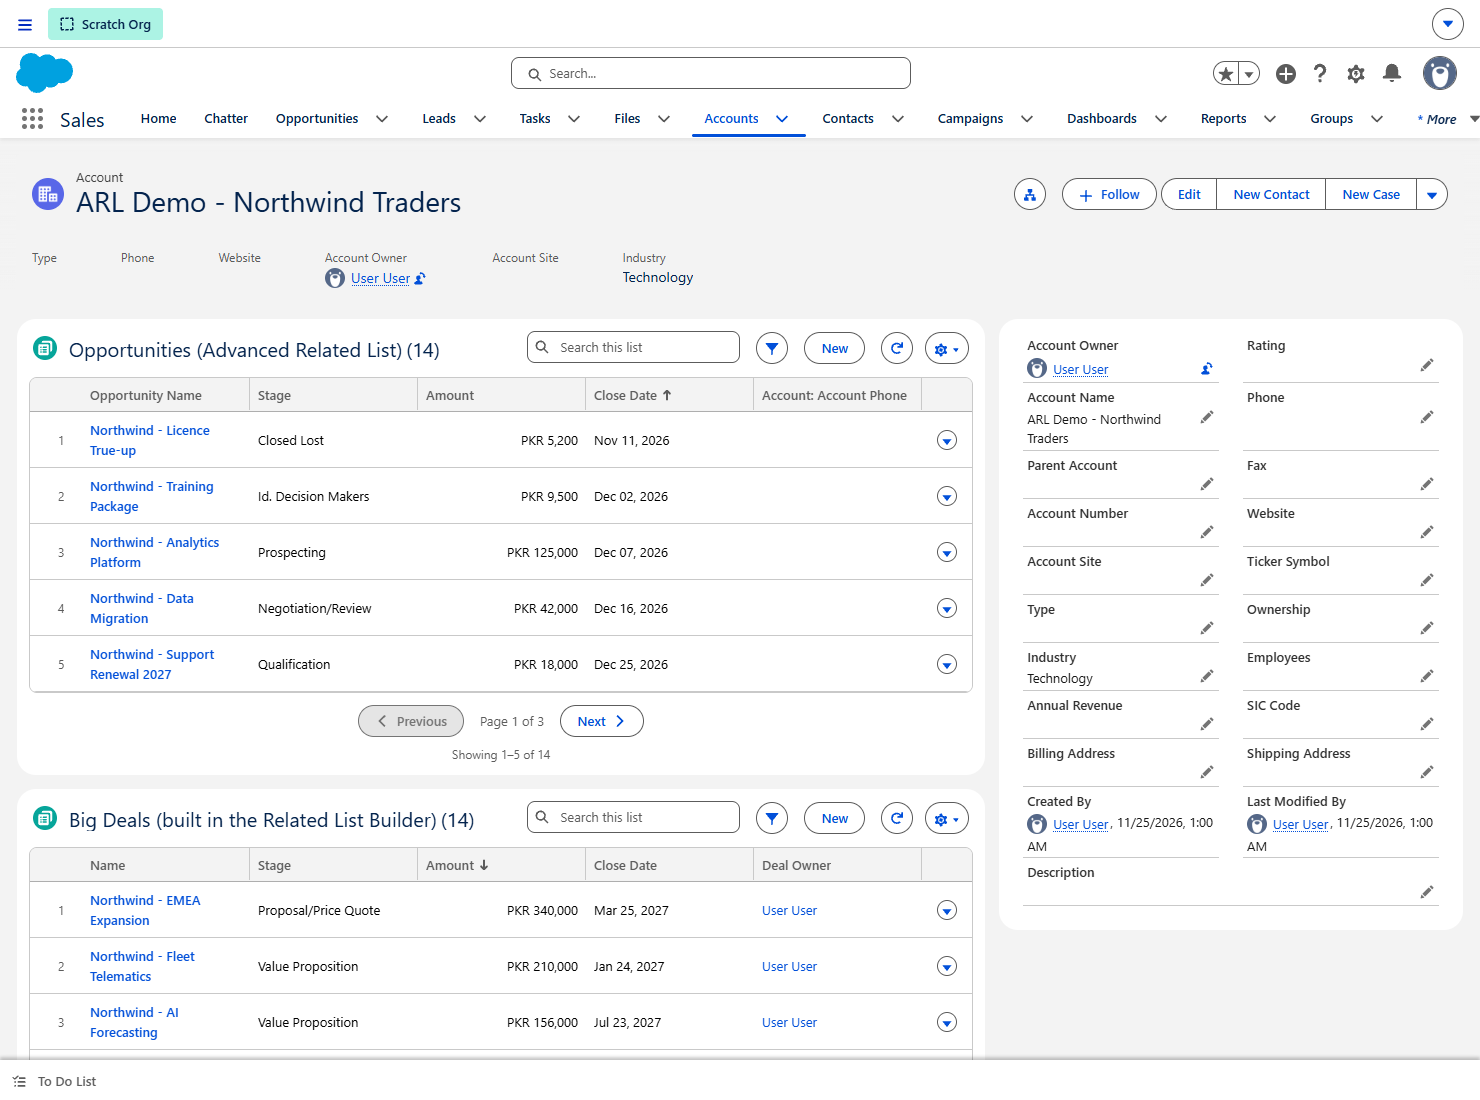 Scratch Org
Search...
Sales
Home
Chatter
Opportunities
Leads
Tasks
Files
Accounts
Contacts
Campaigns
Dashboards
Reports
Groups
* More
Account
ARL Demo - Northwind Traders
Follow
Edit
New Contact
New Case
Type
Phone
Website
Account Owner
Account Site
Industry
User User
Technology
Opportunities (Advanced Related List) (14)
Search this list
New
Opportunity Name
Stage
Amount
Close Date
Account: Account Phone
1
Northwind - Licence
True-up
Closed Lost
PKR 5,200
Nov 11, 2026
2
Northwind - Training
Package
Id. Decision Makers
PKR 9,500
Dec 02, 2026
3
Northwind - Analytics
Platform
Prospecting
PKR 125,000
Dec 07, 2026
4
Northwind - Data
Migration
Negotiation/Review
PKR 42,000
Dec 16, 2026
5
Northwind - Support
Renewal 2027
Qualification
PKR 18,000
Dec 25, 2026
Previous
Page 1 of 3
Next
Showing 1–5 of 14
Big Deals (built in the Related List Builder) (14)
Search this list
New
Name
Stage
Amount
Close Date
Deal Owner
1
Northwind - EMEA
Expansion
Proposal/Price Quote
PKR 340,000
Mar 25, 2027
User User
2
Northwind - Fleet
Telematics
Value Proposition
PKR 210,000
Jan 24, 2027
User User
3
Northwind - AI
Forecasting
Value Proposition
PKR 156,000
Jul 23, 2027
User User
Account Owner
User User
Rating
Account Name
ARL Demo - Northwind
Traders
Phone
Parent Account
Fax
Account Number
Website
Account Site
Ticker Symbol
Type
Ownership
Industry
Technology
Employees
Annual Revenue
SIC Code
Billing Address
Shipping Address
Created By
User User, 11/25/2026, 1:00
AM
Last Modified By
User User, 11/25/2026, 1:00
AM
Description
To Do List